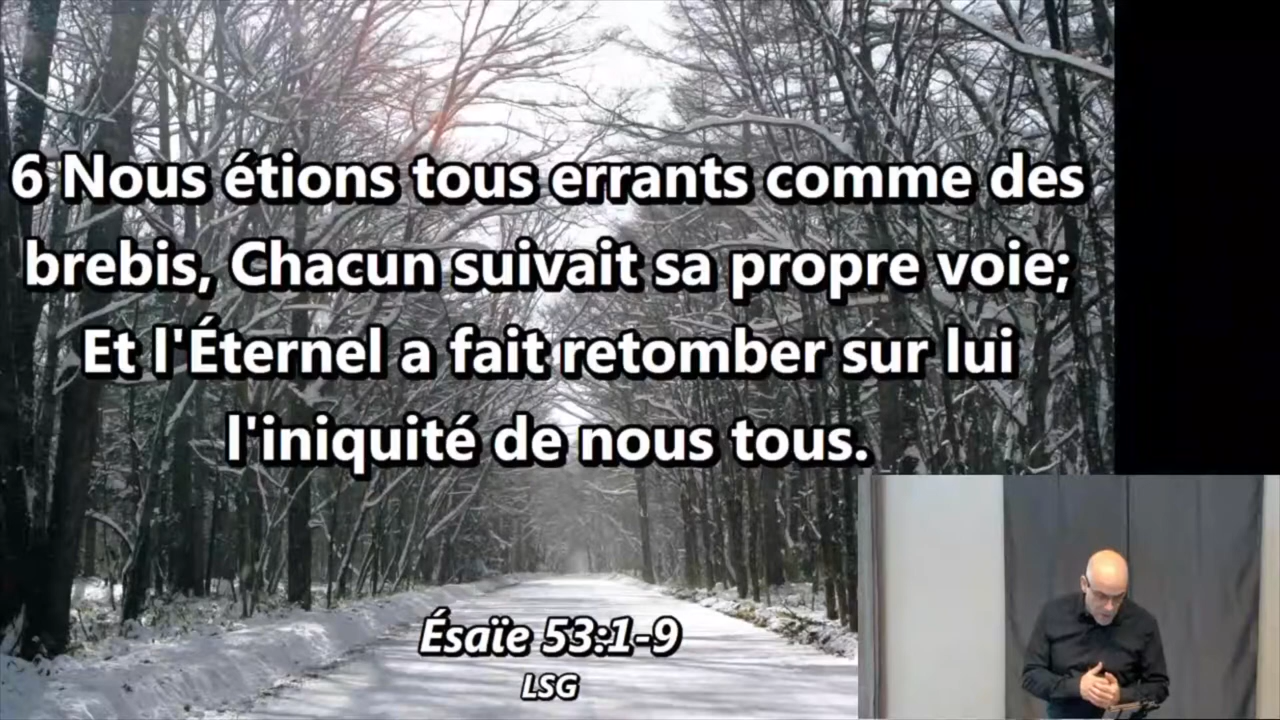 6 Nous étions tous errants comme des
brebis, Chacun suivait sa propre voie;
Et l'Éternel a fait retomber sur lui
l'iniquité de nous tous.
Ésaïe 53:1-9
LSG